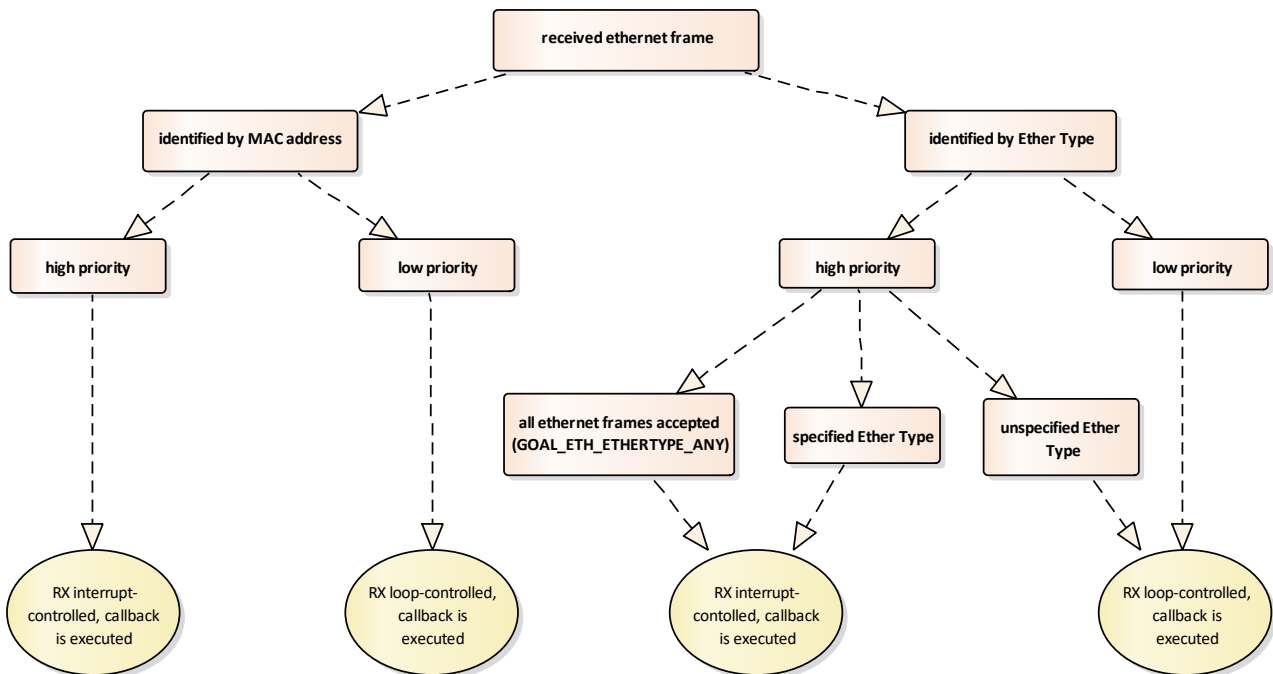 received ethernet frame
identified by MAC address
identified by Ether Type
high priority
low priority
high priority
low priority
all ethernet frames accepted
(GOAL_ETH_ETHERTYPE_ANY)
specified Ether Type
unspecified Ether
Type
RX interrupt-
controlled, callback
is executed
RX loop-controlled,
callback is
executed
RX interrupt-
contolled, callback
is executed
RX loop-controlled,
callback is
executed